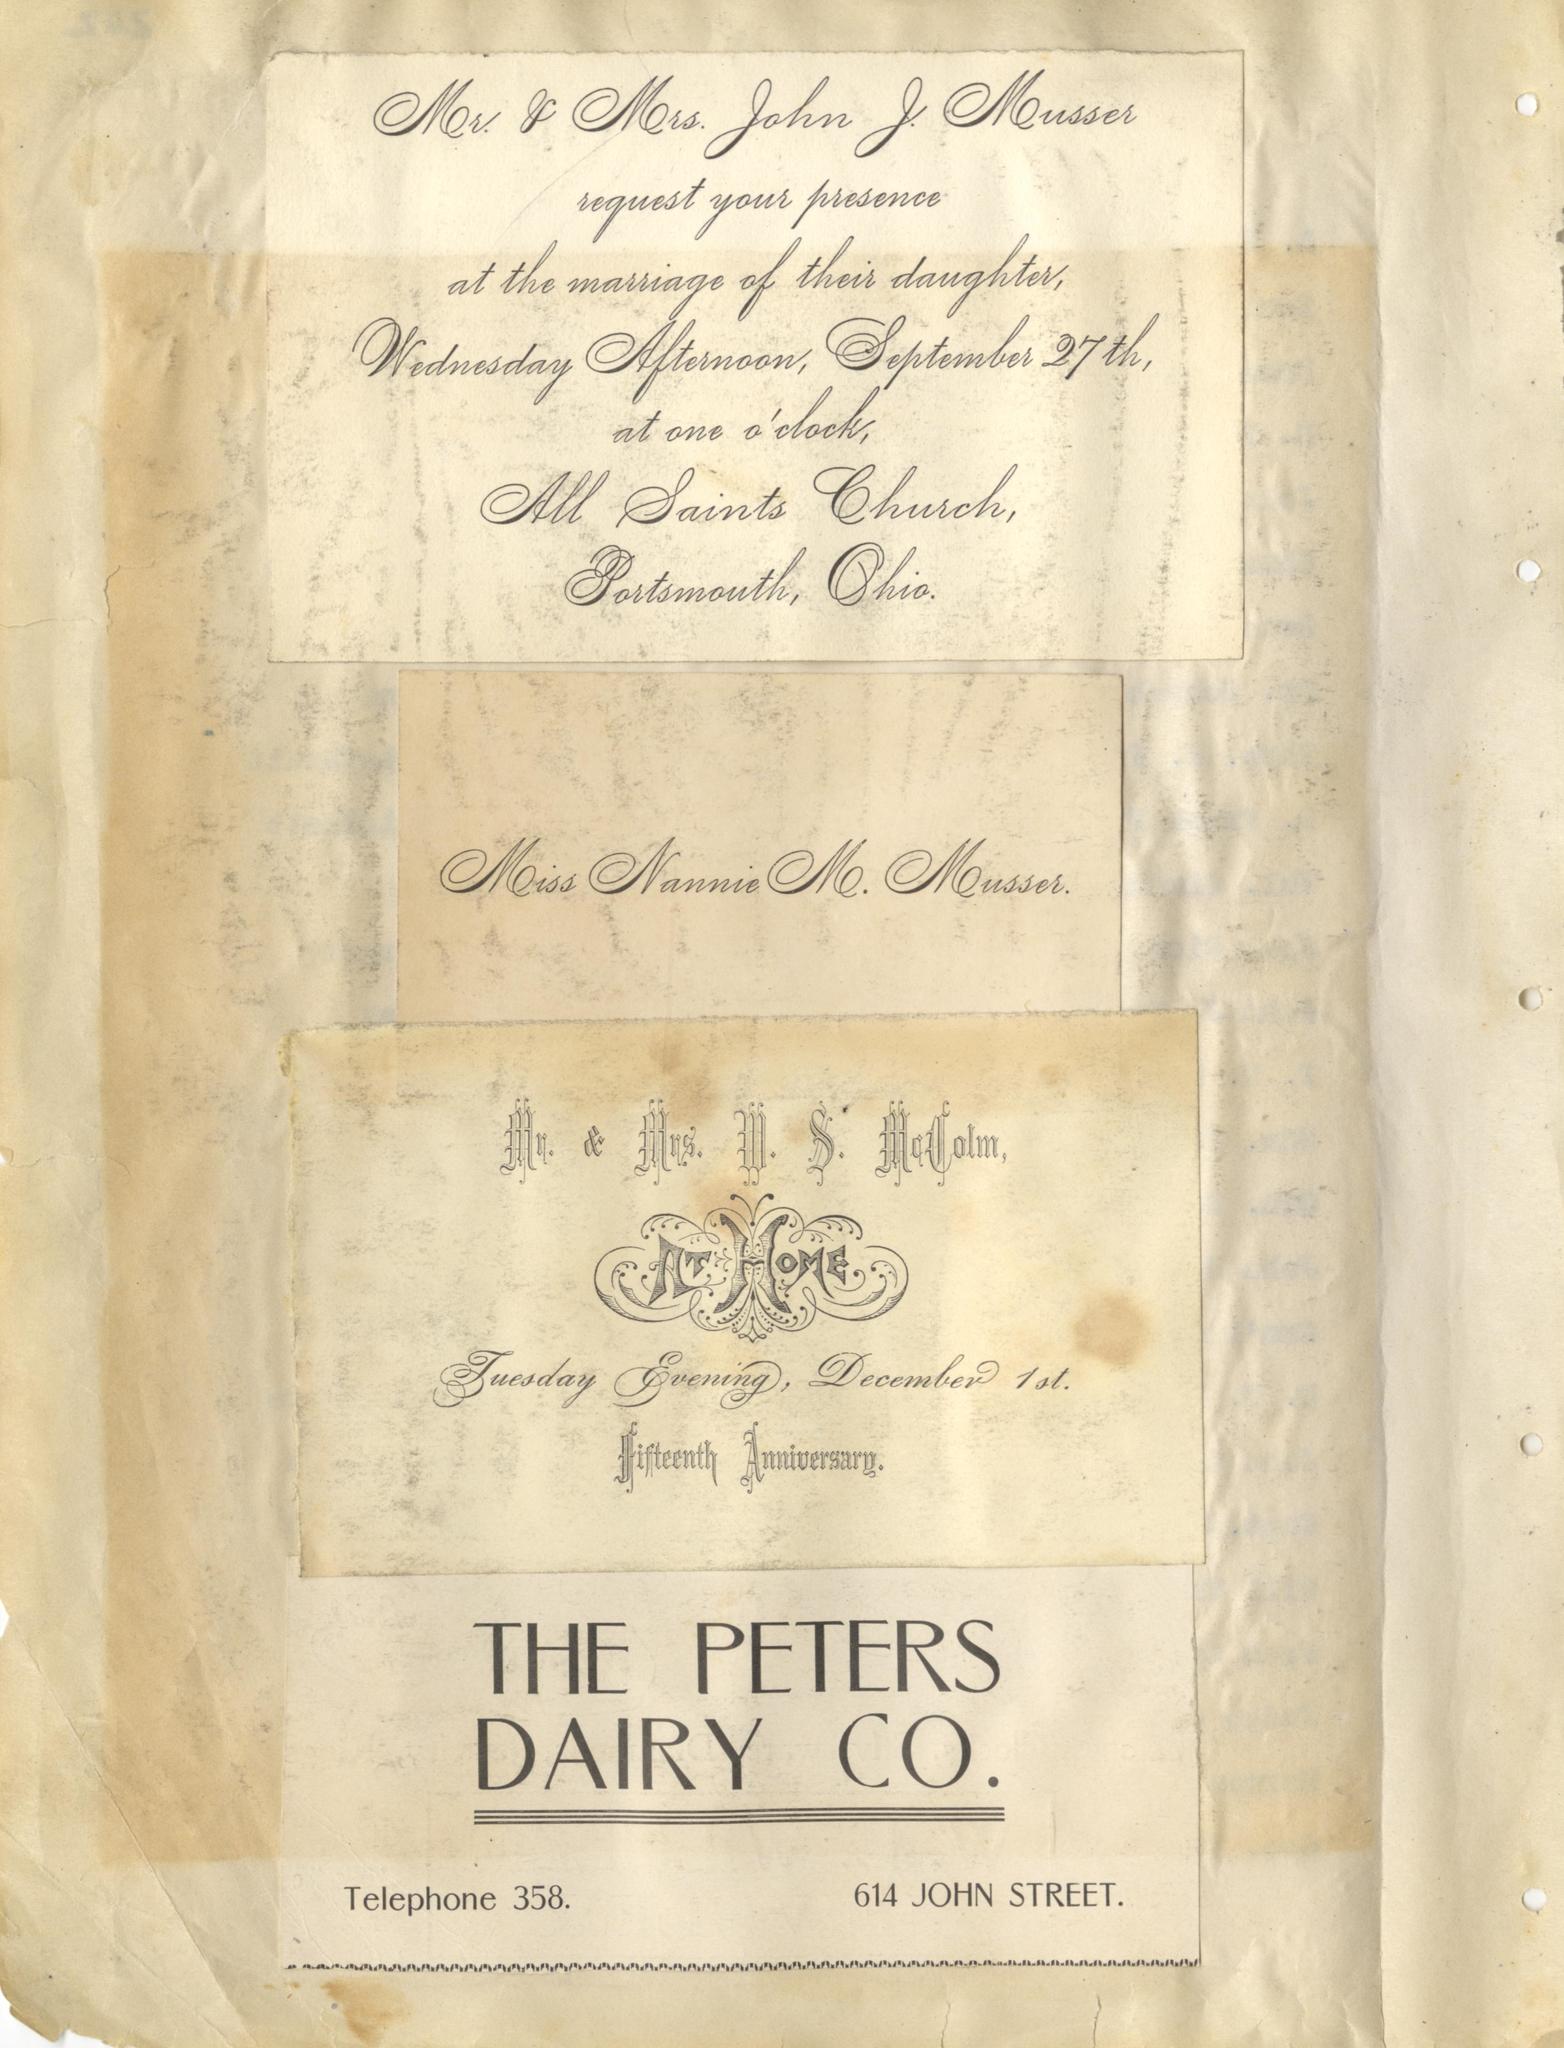 Mr. & Mrs. John J. Musser
request your presence
at the marriage of their daughter,
Wednesday Afternoon, September 27th,
at one o'clock,
All Saints Church,
Portsmouth, Ohio.
Miss Nannie M. Musser.
Mr. & Mrs. W. S. McColm,
AT HOME
Tuesday Evening, December 1st.
Fifteenth Anniversary.
THE PETERS
DAIRY CO.
Telephone 358. 614 JOHN STREET.